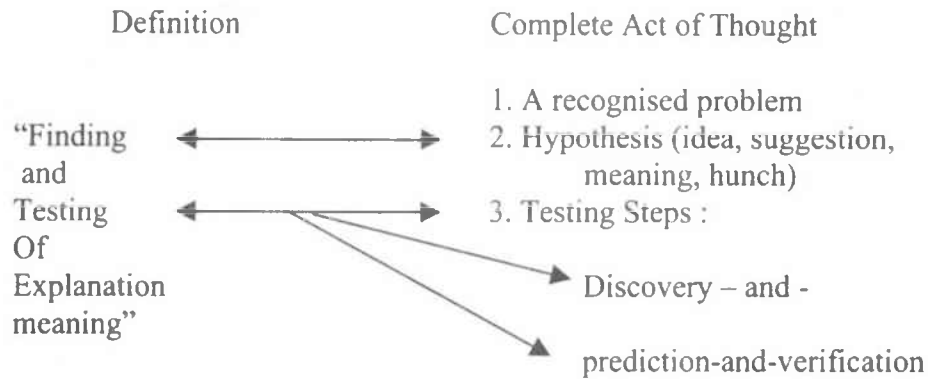 Definition
Complete Act of Thought
1. A recognised problem
"Finding
2. Hypothesis (idea, suggestion,
and
meaning, hunch)
Testing
3. Testing Steps :
Of
Explanation
Discovery – and -
meaning"
prediction-and-verification